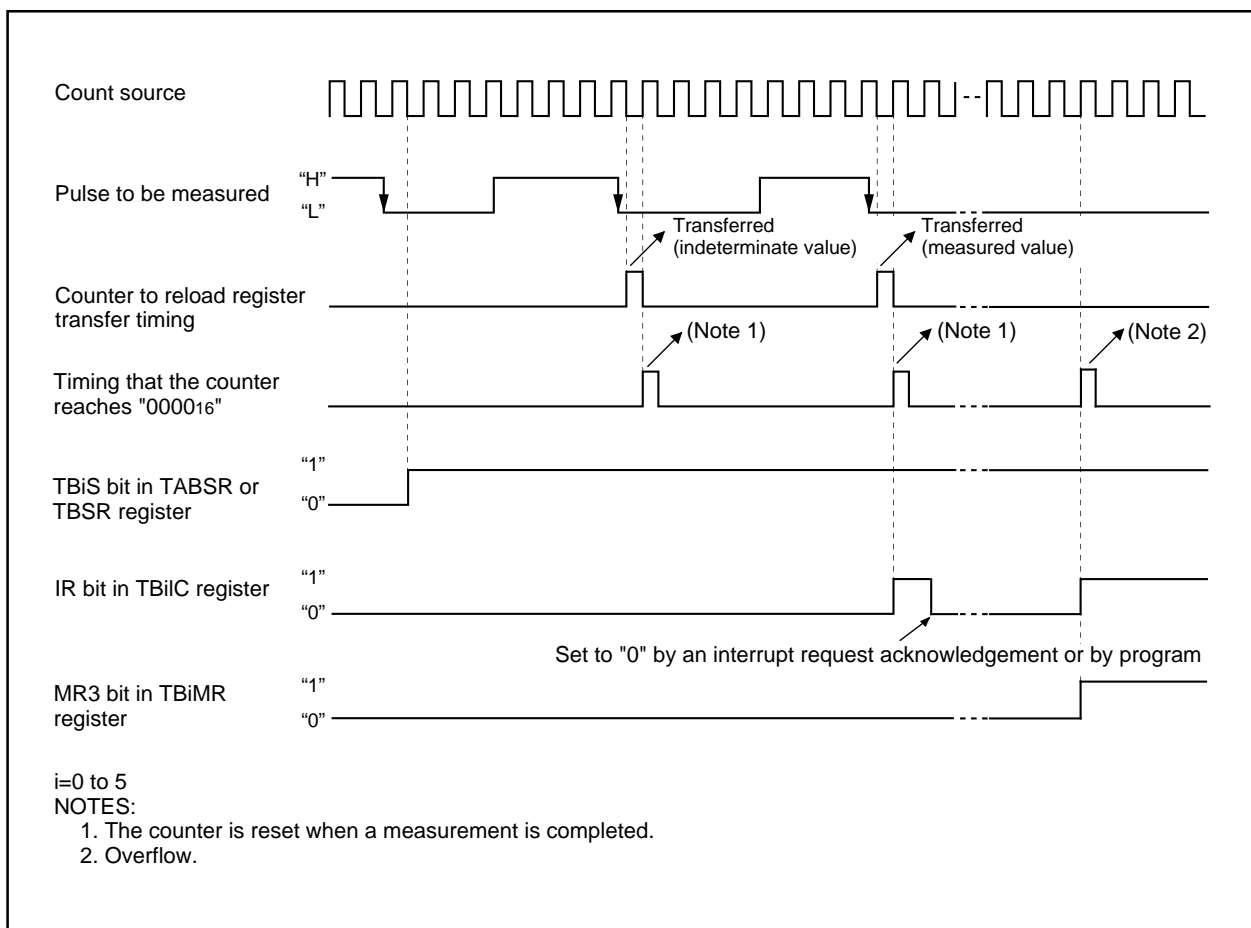 Count source
Pulse to be measured
“H”
“L”
Transferred
(indeterminate value)
Transferred
(measured value)
Counter to reload register
transfer timing
(Note 1)
(Note 1)
(Note 2)
Timing that the counter
reaches "000016"
“1”
TBiS bit in TABSR or
TBSR register
“0”
IR bit in TBiIC register
“1”
“0”
Set to "0" by an interrupt request acknowledgement or by program
MR3 bit in TBiMR
register
“1”
“0”
i=0 to 5
NOTES:
1. The counter is reset when a measurement is completed.
2. Overflow.